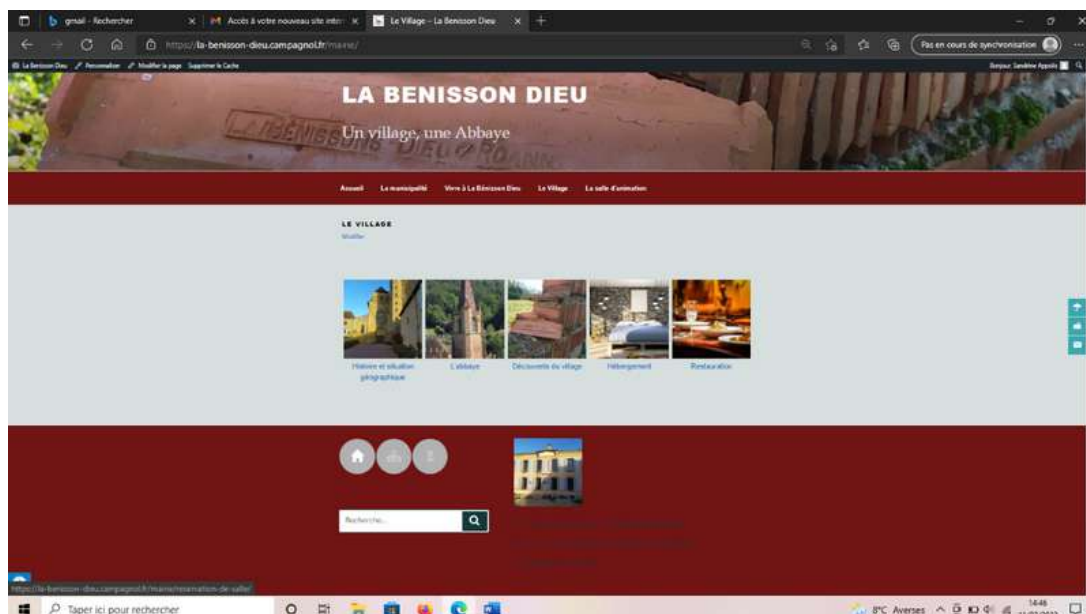 gmail - Rechercher
Accès à votre nouveau site inter
Le Village – La Benisson Dieu
https://la-benisson-dieu.campagnol.fr/mairie/
Pas en cours de synchronisation
La Benisson Dieu Personnaliser Modifier la page Supprimer le Cache
Bonjour, Sandrine Appolis
LA BENISSON DIEU
Un village, une Abbaye
Accueil La municipalité Vivre à La Bénisson Dieu Le Village La salle d'animation
LE VILLAGE
Modifier
Histoire et situation géographique
L'abbaye
Découverte du village
Hébergement
Restauration
Recherche...
https://la-benisson-dieu.campagnol.fr/mairie/reservation-de-salle/
Taper ici pour rechercher
8°C Averses
14:46